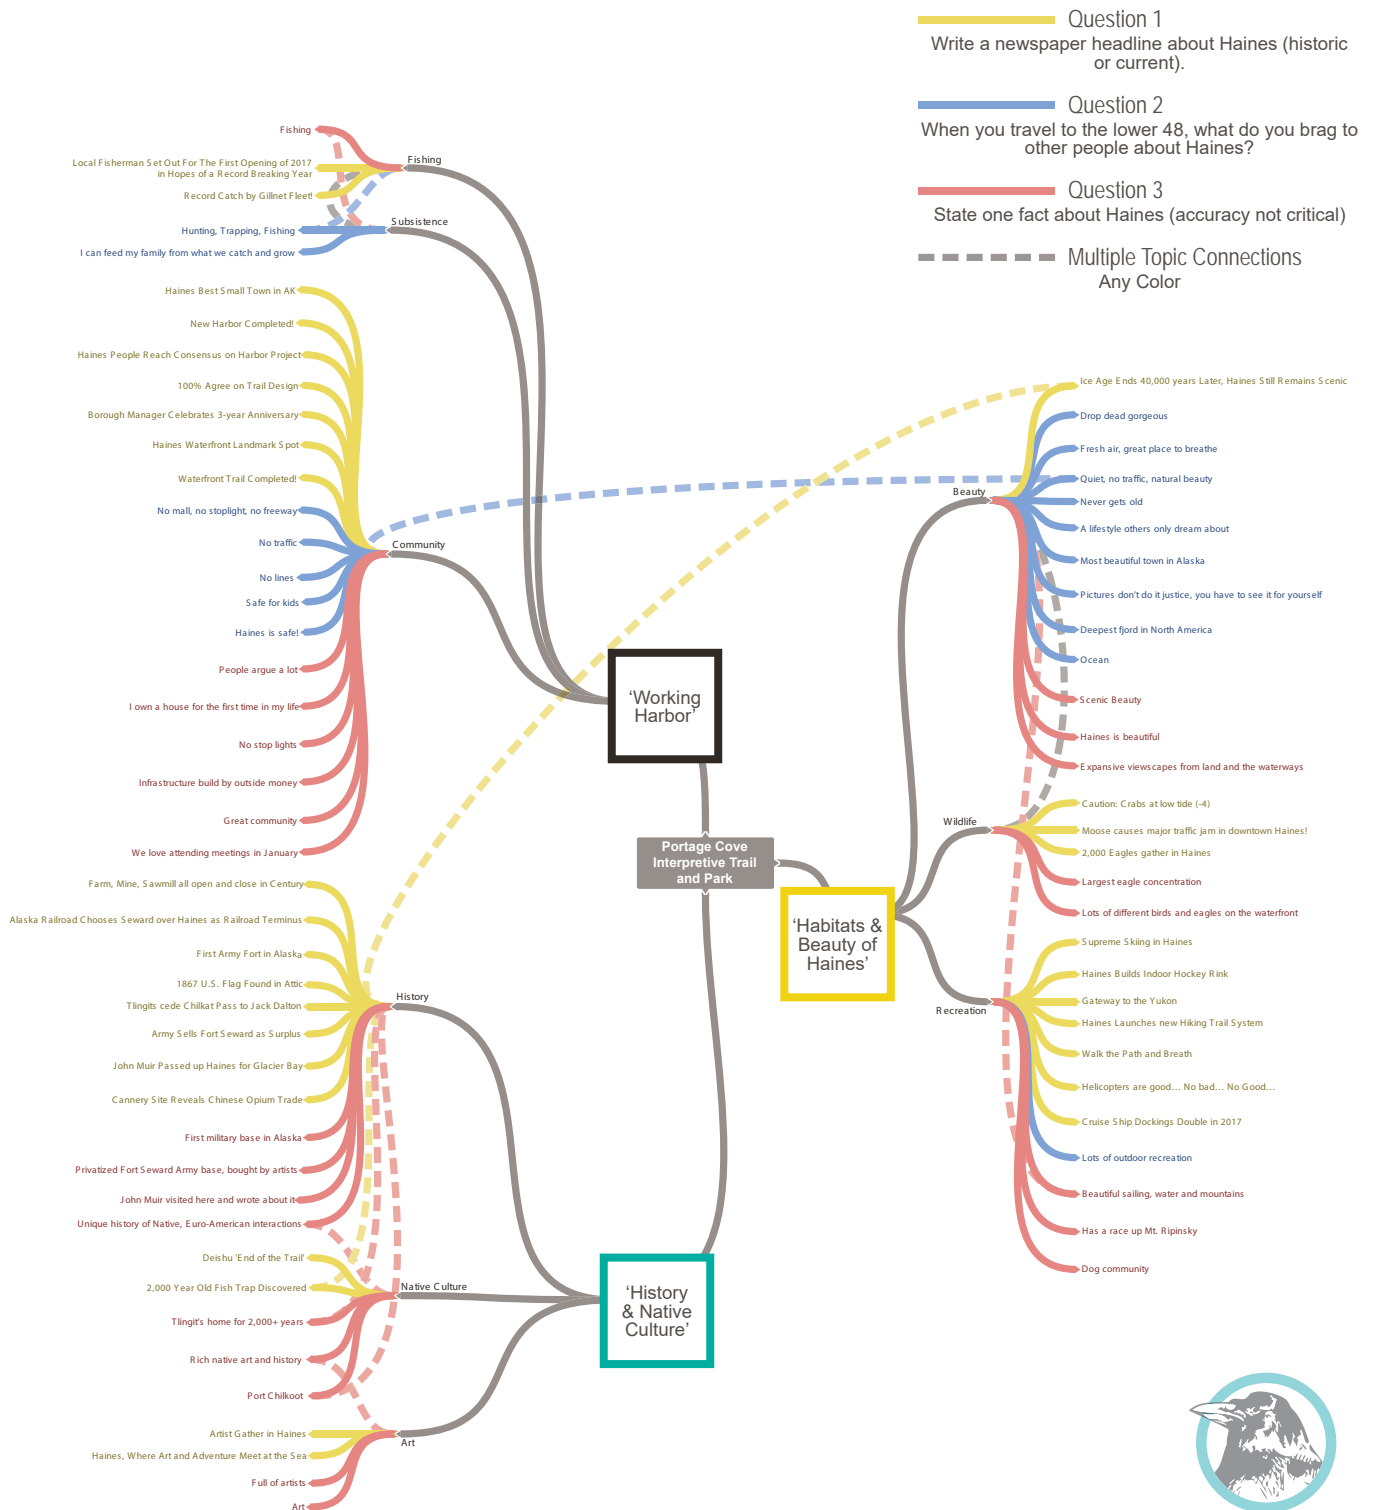 Question 1
Write a newspaper headline about Haines (historic
or current).
Question 2
When you travel to the lower 48, what do you brag to
other people about Haines?
Question 3
State one fact about Haines (accuracy not critical)
Multiple Topic Connections
Any Color
Fishing
Local Fisherman Set Out For The First Opening of 2017
in Hopes of a Record Breaking Year
Record Catch by Gillnet Fleet!
Fishing
Hunting, Trapping, Fishing
I can feed my family from what we catch and grow
Subsistence
Haines Best Small Town in AK
New Harbor Completed!
Haines People Reach Consensus on Harbor Project
100% Agree on Trail Design
Borough Manager Celebrates 3-year Anniversary
Haines Waterfront Landmark Spot
Waterfront Trail Completed!
No mall, no stoplight, no freeway
No traffic
No lines
Safe for kids
Haines is safe!
People argue a lot
I own a house for the first time in my life
No stop lights
Infrastructure build by outside money
Great community
We love attending meetings in January
Community
‘Working
Harbor’
Portage Cove
Interpretive Trail
and Park
‘Habitats &
Beauty of
Haines’
Beauty
Ice Age Ends 40,000 years Later, Haines Still Remains Scenic
Drop dead gorgeous
Fresh air, great place to breathe
Quiet, no traffic, natural beauty
Never gets old
A lifestyle others only dream about
Most beautiful town in Alaska
Pictures don't do it justice, you have to see it for yourself
Deepest fjord in North America
Ocean
Scenic Beauty
Haines is beautiful
Expansive viewscapes from land and the waterways
Wildlife
Caution: Crabs at low tide (-4)
Moose causes major traffic jam in downtown Haines!
2,000 Eagles gather in Haines
Largest eagle concentration
Lots of different birds and eagles on the waterfront
Recreation
Supreme Skiing in Haines
Haines Builds Indoor Hockey Rink
Gateway to the Yukon
Haines Launches new Hiking Trail System
Walk the Path and Breath
Helicopters are good... No bad... No Good...
Cruise Ship Dockings Double in 2017
Lots of outdoor recreation
Beautiful sailing, water and mountains
Has a race up Mt. Ripinsky
Dog community
Farm, Mine, Sawmill all open and close in Century
Alaska Railroad Chooses Seward over Haines as Railroad Terminus
First Army Fort in Alaska
1867 U.S. Flag Found in Attic
Tlingits cede Chilkat Pass to Jack Dalton
Army Sells Fort Seward as Surplus
John Muir Passed up Haines for Glacier Bay
Cannery Site Reveals Chinese Opium Trade
First military base in Alaska
Privatized Fort Seward Army base, bought by artists
John Muir visited here and wrote about it
Unique history of Native, Euro-American interactions
History
Deishu 'End of the Trail'
2,000 Year Old Fish Trap Discovered
Tlingit's home for 2,000+ years
Rich native art and history
Port Chilkoot
Native Culture
‘History
& Native
Culture’
Artist Gather in Haines
Haines, Where Art and Adventure Meet at the Sea
Full of artists
Art
Art